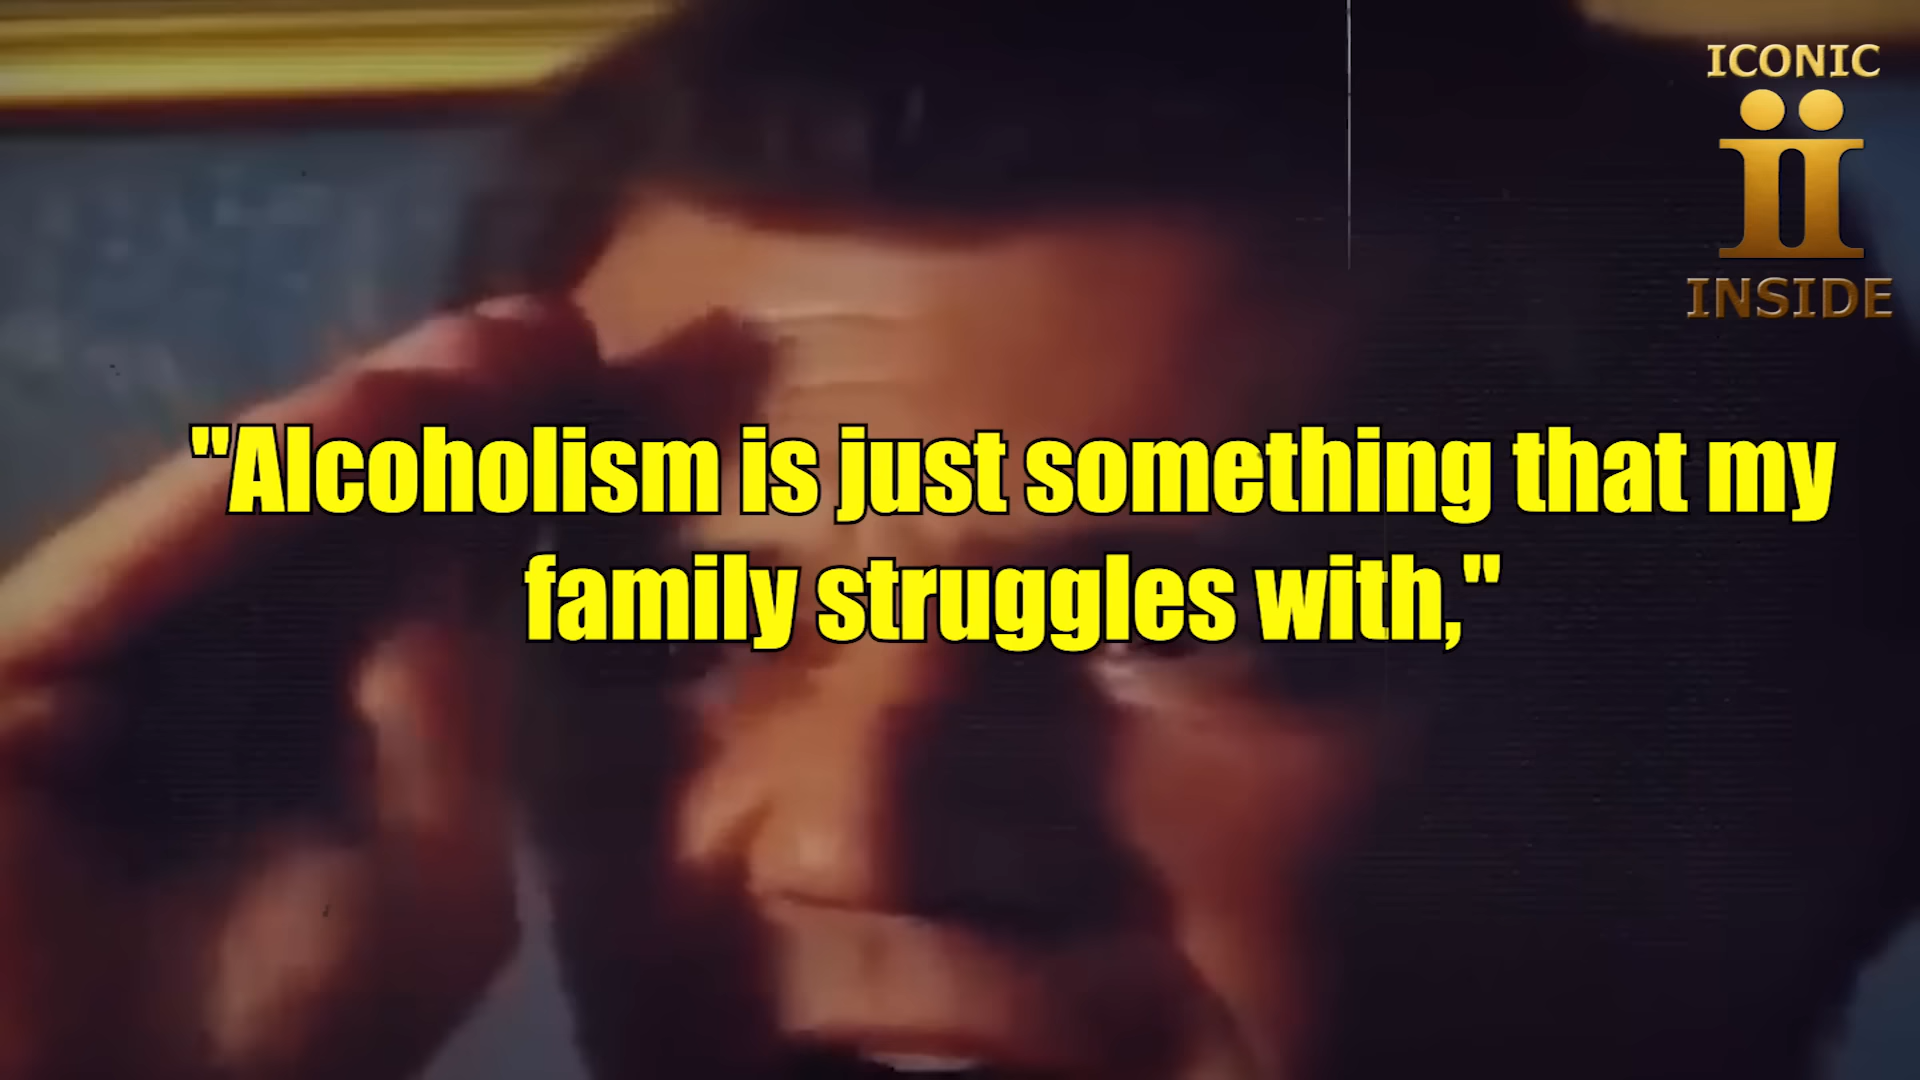 ICONIC
INSIDE
"Alcoholism is just something that my
family struggles with,"